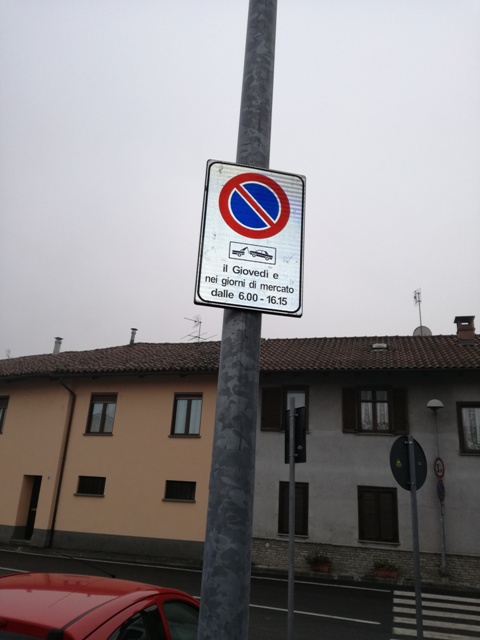 il Giovedì e
nei giorni di mercato
dalle 6.00 - 16.15